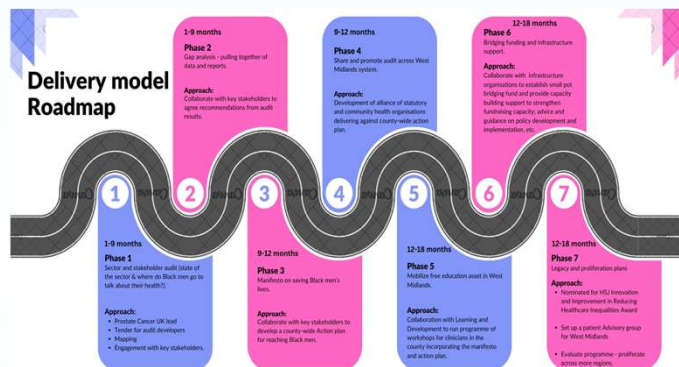 Delivery model
Roadmap
1
1-9 months
Phase 1
Sector and stakeholder audit (state of
the sector & where do Black men go to
talk about their health?).
Approach:
• Prostate Cancer UK lead
• Tender for audit developers
• Mapping
• Engagement with key stakeholders.
1-9 months
Phase 2
Gap analysis - pulling together of
data and reports.
Approach:
Collaborate with key stakeholders to
agree recommendations from audit
results.
2
3
9-12 months
Phase 3
Manifesto on saving Black men's
lives.
Approach:
Collaborate with key stakeholders to
develop a county-wide Action plan
for reaching Black men.
9-12 months
Phase 4
Share and promote audit across West
Midlands system.
Approach:
Development of alliance of statutory
and community health organisations
delivering against county-wide action
plan.
4
5
12-18 months
Phase 5
Mobilize free education asset in West
Midlands.
Approach:
Collaboration with Learning and
Development to run programme of
workshops for clinicians in the
county incorporating the manifesto
and action plan.
12-18 months
Phase 6
Bridging funding and infrastructure
support.
Approach:
Collaborate with infrastructure
organisations to establish small pot
bridging fund and provide capacity
building support to strengthen
fundraising capacity; advice and
guidance on policy development and
implementation, etc.
6
7
12-18 months
Phase 7
Legacy and proliferation plans
Approach:
• Nominated for HSJ Innovation
and Improvement in Reducing
Healthcare Inequalities Award
• Set up a patient Advisory group
for West Midlands
• Evaluate programme - proliferate
across more regions.